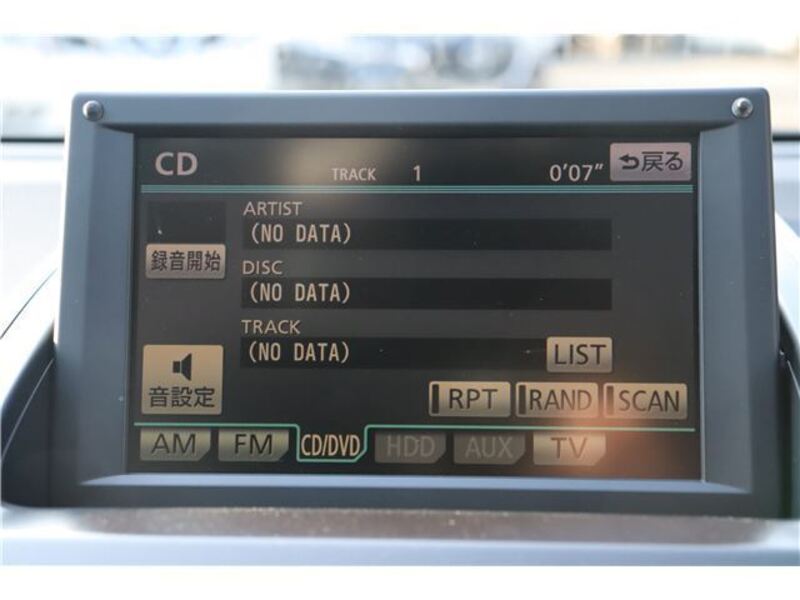 CD TRACK 1 0'07" 戻る
ARTIST
(NO DATA)
録音開始
DISC
(NO DATA)
TRACK
(NO DATA) LIST
音設定
RPT RAND SCAN
AM FM CD/DVD HDD AUX TV